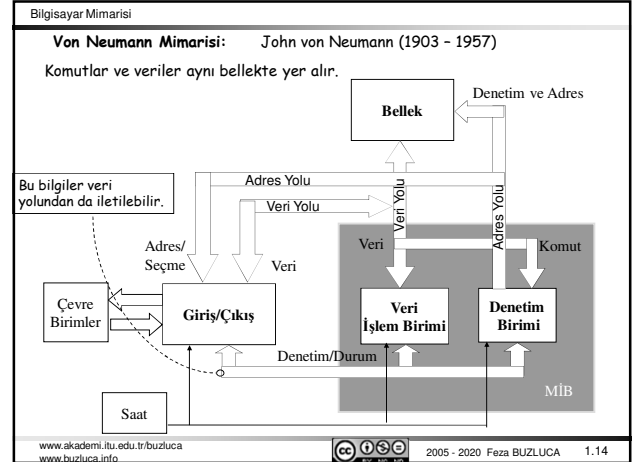 Bilgisayar Mimarisi
Von Neumann Mimarisi: John von Neumann (1903 – 1957)
Komutlar ve veriler aynı bellekte yer alır.
Denetim ve Adres
Bellek
Adres Yolu
Bu bilgiler veri
yolundan da iletilebilir.
Veri Yolu
Veri Yolu
Adres Yolu
Adres/
Seçme
Veri
Veri
Komut
Çevre
Birimler
Giriş/Çıkış
Veri
İşlem Birimi
Denetim
Birimi
Denetim/Durum
MİB
Saat
www.akademi.itu.edu.tr/buzluca
www.buzluca.info
2005 - 2020 Feza BUZLUCA 1.14